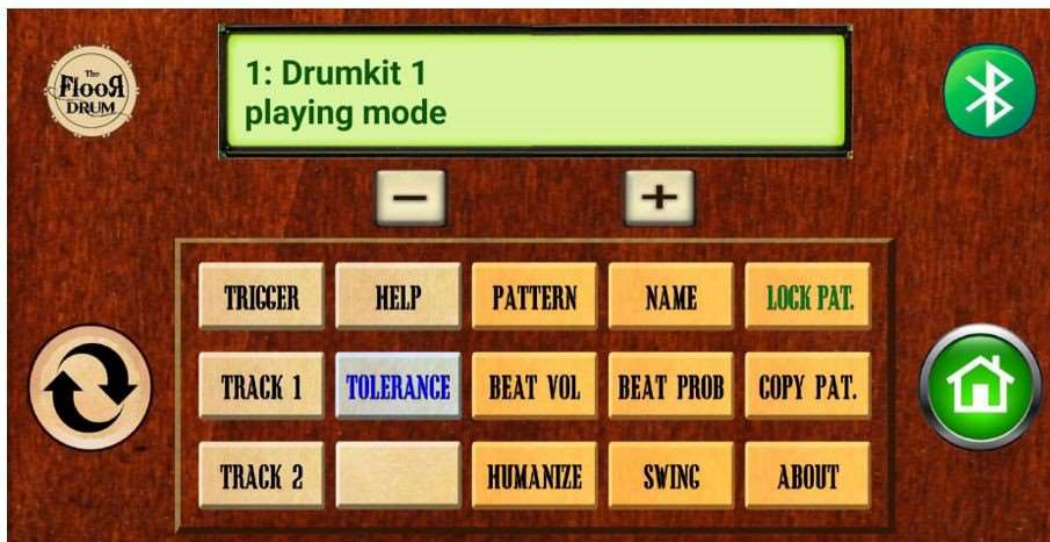 The
FlooR
DRUM
1: Drumkit 1
playing mode
−
+
TRIGGER
HELP
PATTERN
NAME
LOCK PAT.
TRACK 1
TOLERANCE
BEAT VOL
BEAT PROB
COPY PAT.
TRACK 2
HUMANIZE
SWING
ABOUT